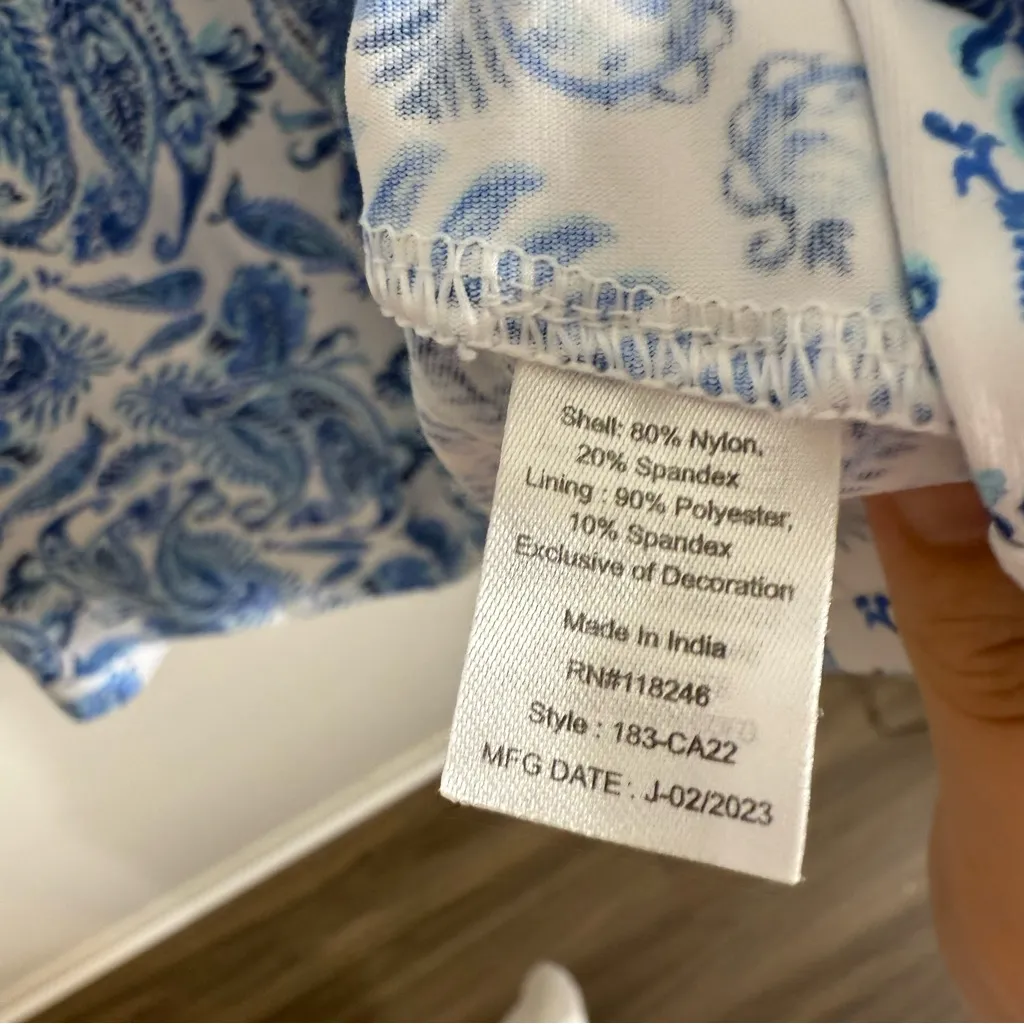 Shell: 80% Nylon,
20% Spandex
Lining : 90% Polyester,
10% Spandex
Exclusive of Decoration
Made In India
RN#118246
Style : 183-CA22
MFG DATE : J-02/2023